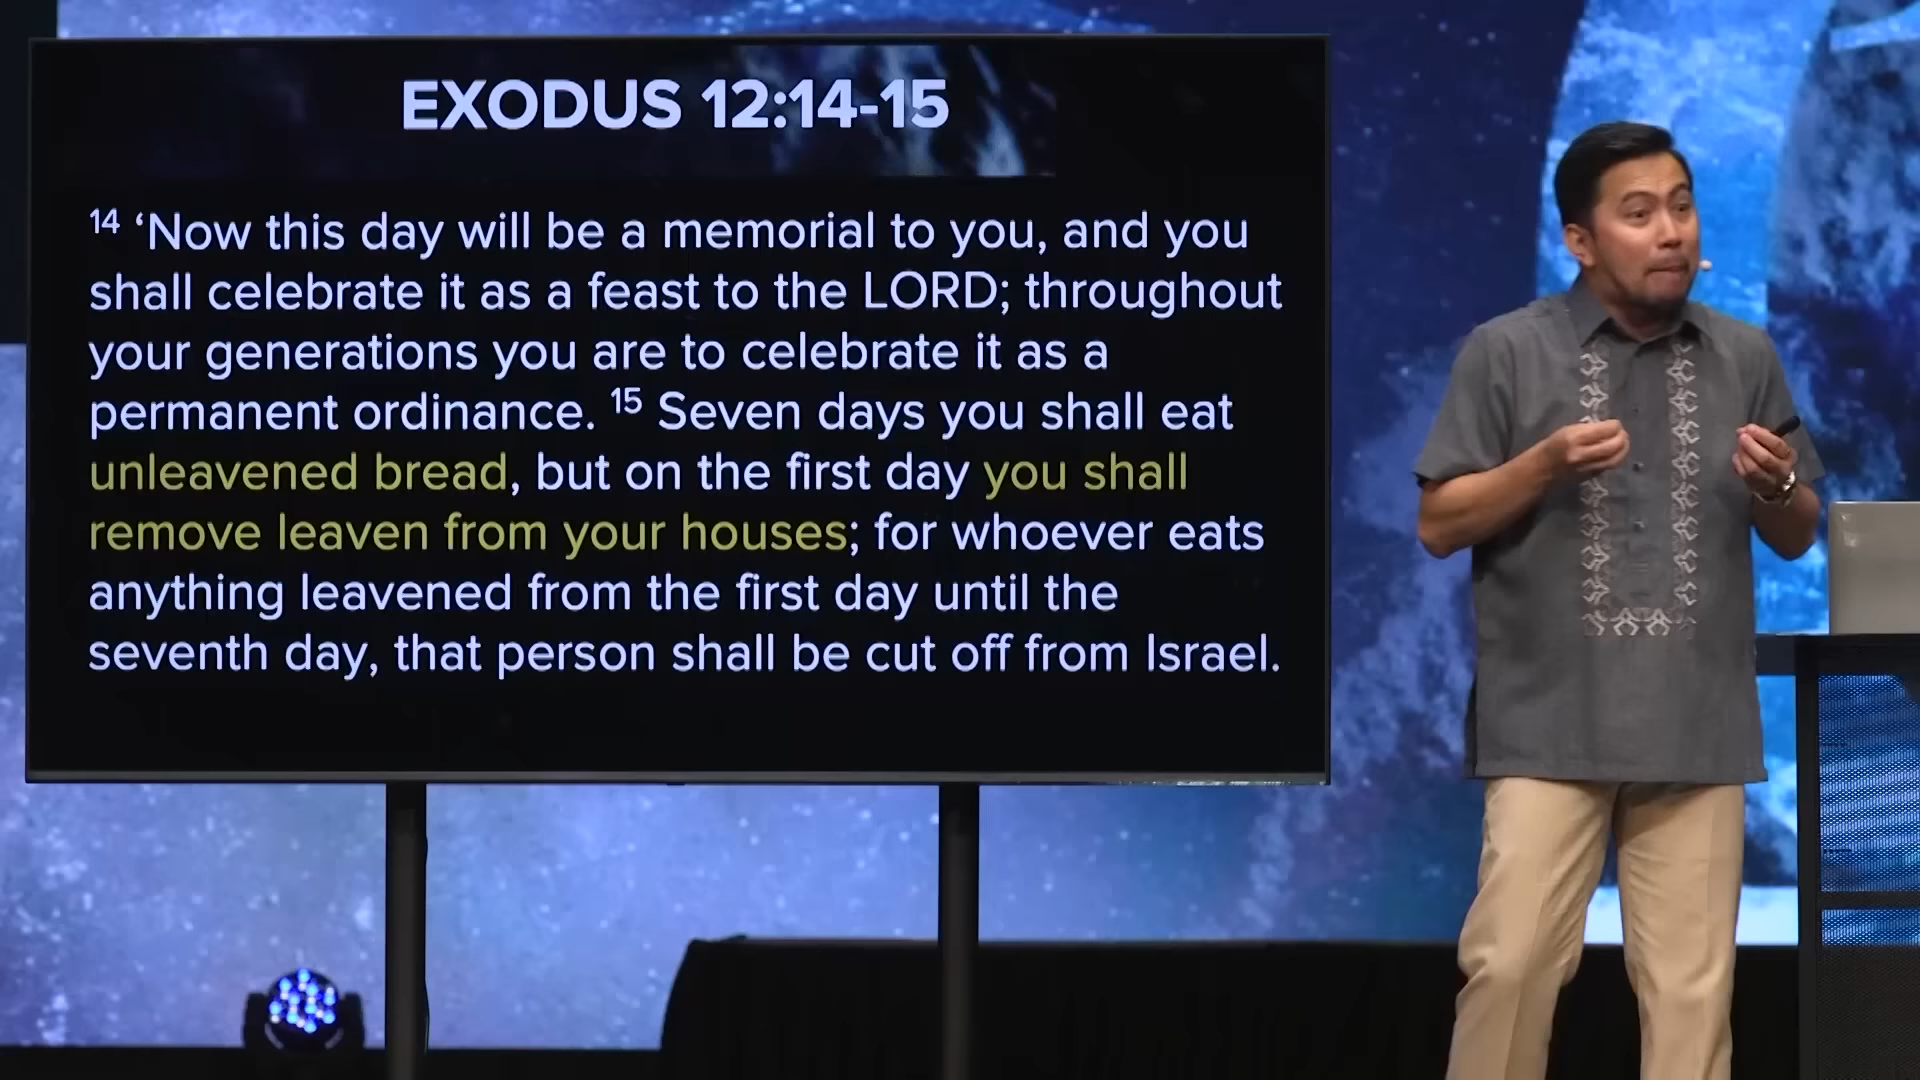 EXODUS 12:14-15
14 ‘Now this day will be a memorial to you, and you
shall celebrate it as a feast to the LORD; throughout
your generations you are to celebrate it as a
permanent ordinance. 15 Seven days you shall eat
unleavened bread, but on the first day you shall
remove leaven from your houses; for whoever eats
anything leavened from the first day until the
seventh day, that person shall be cut off from Israel.